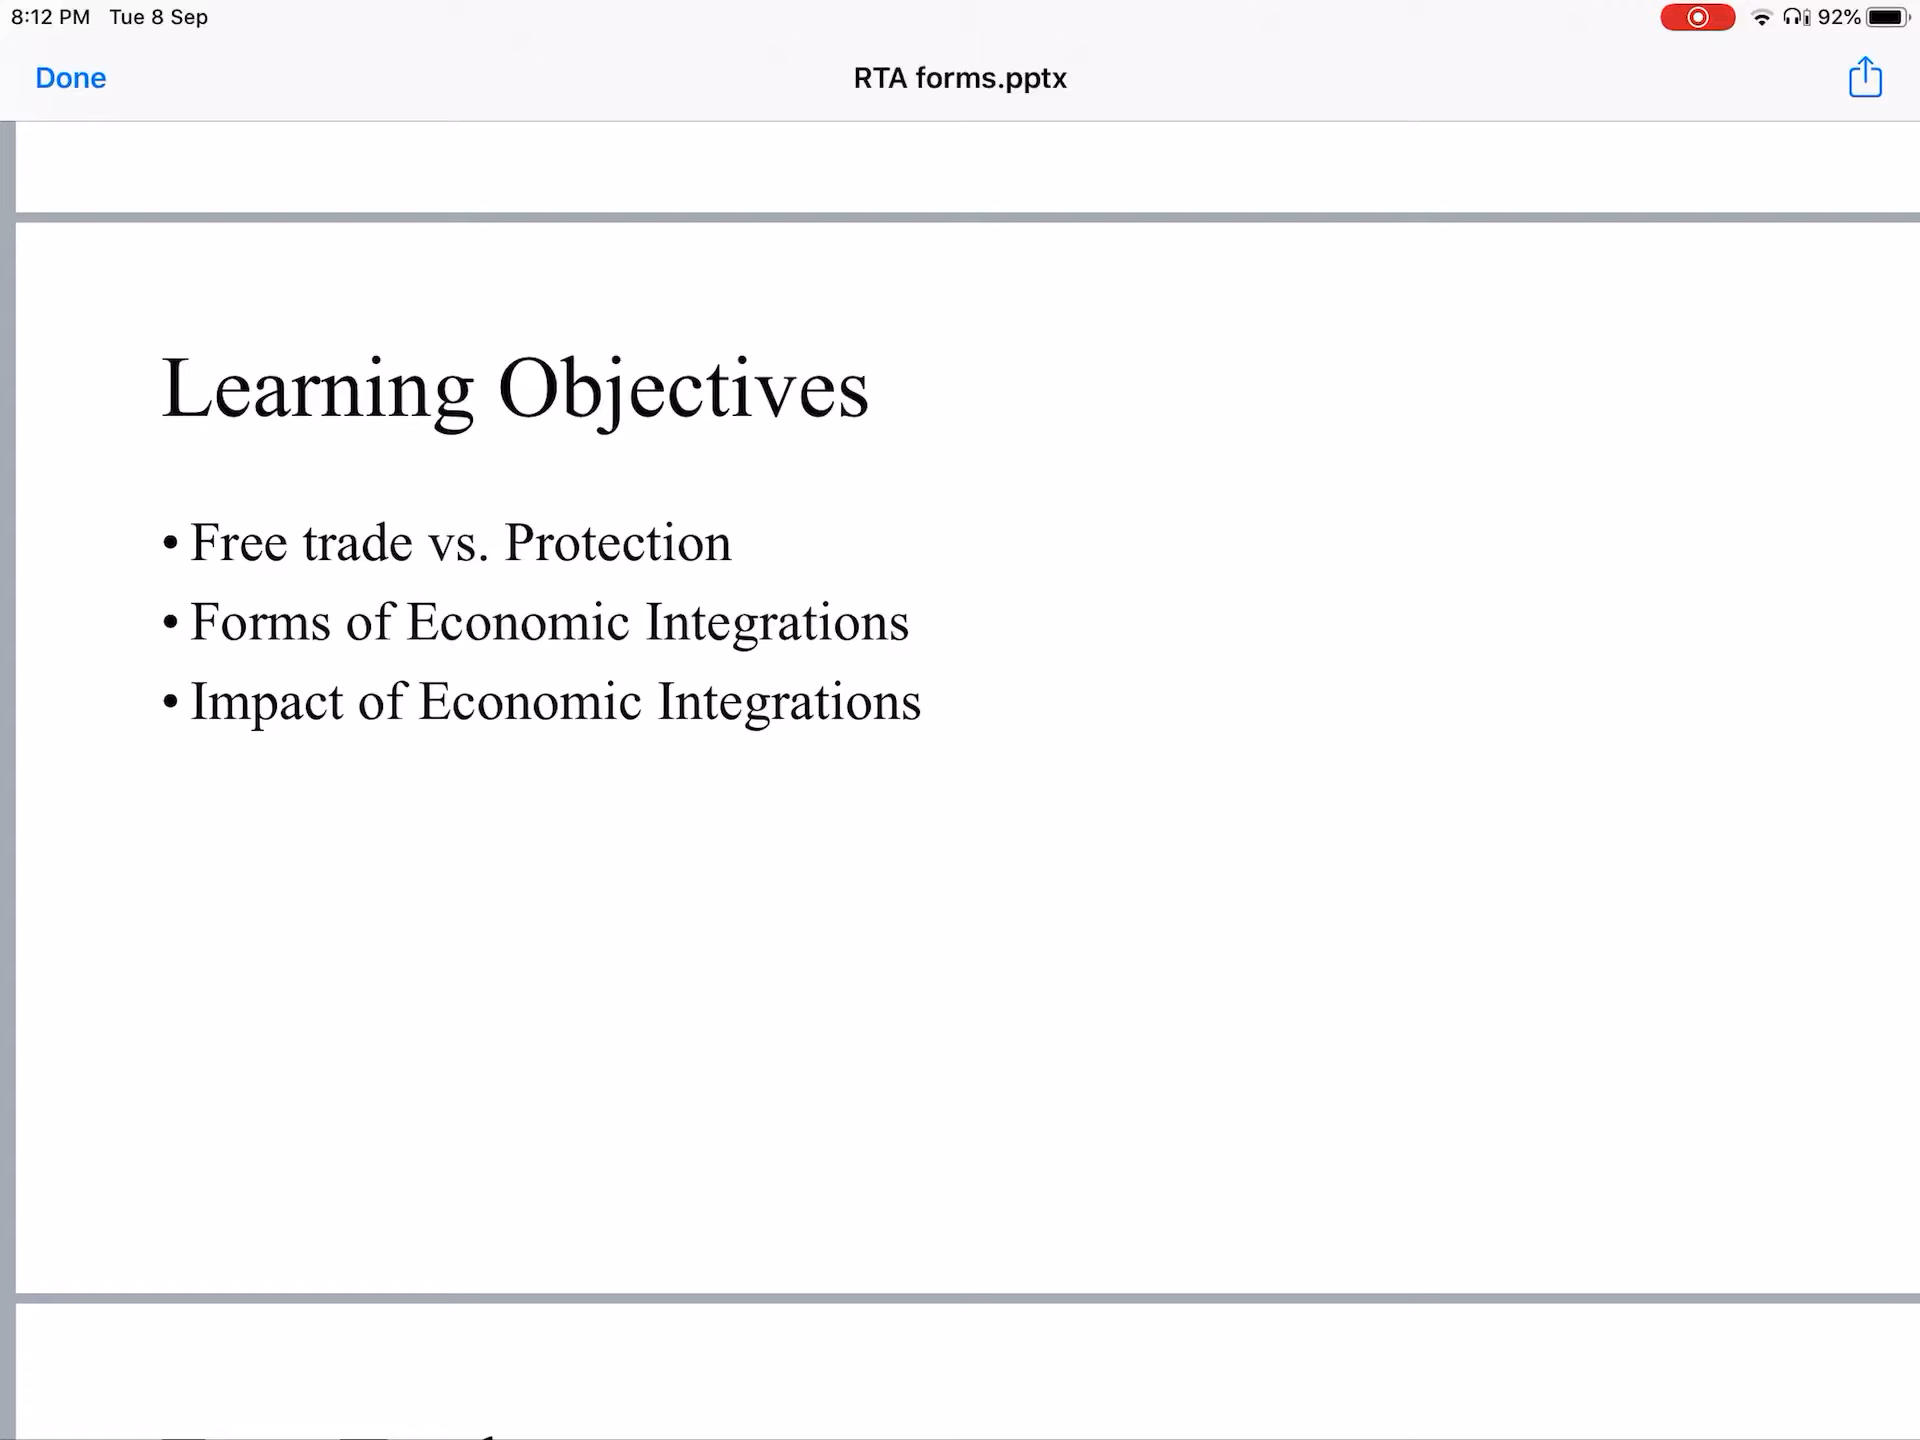 8:12 PM Tue 8 Sep
92%
Done
RTA forms.pptx
Learning Objectives
• Free trade vs. Protection
• Forms of Economic Integrations
• Impact of Economic Integrations